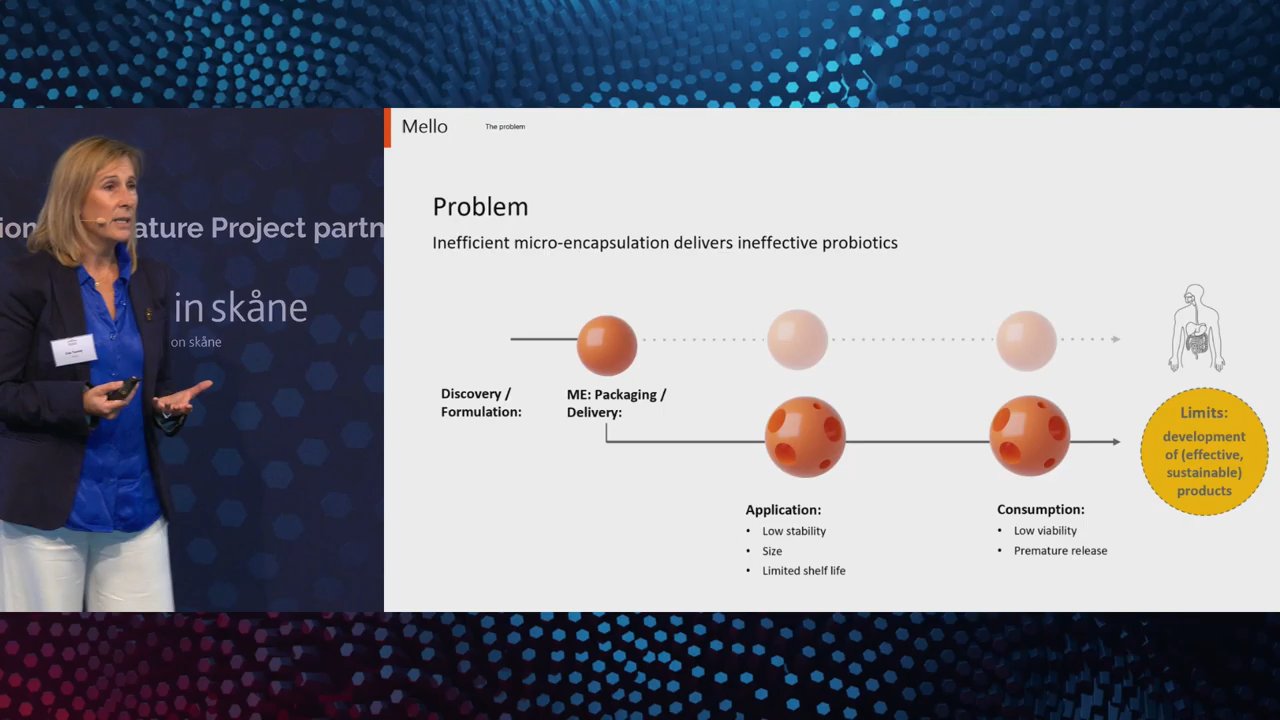 ion
ature Project partn
in skåne
on skåne
Mello
The problem
Problem
Inefficient micro-encapsulation delivers ineffective probiotics
Discovery /
Formulation:
ME: Packaging /
Delivery:
Limits:
development
of (effective,
sustainable)
products
Application:
• Low stability
• Size
• Limited shelf life
Consumption:
• Low viability
• Premature release